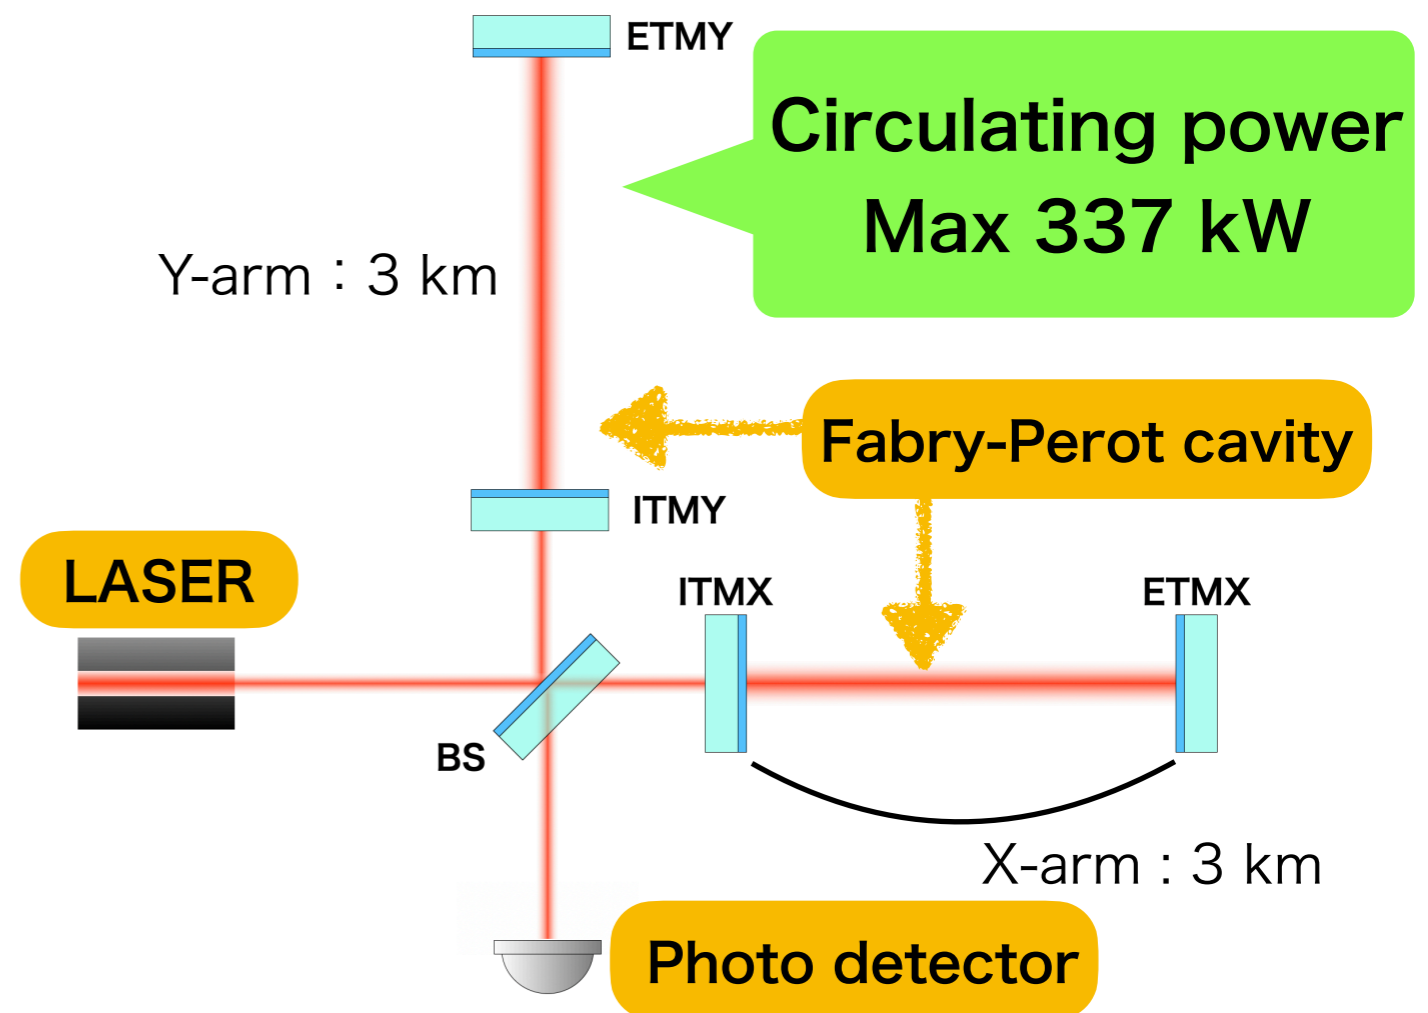 ETMY
Circulating power
Max 337 kW
Y-arm : 3 km
Fabry-Perot cavity
ITMY
LASER
ITMX
ETMX
BS
X-arm : 3 km
Photo detector